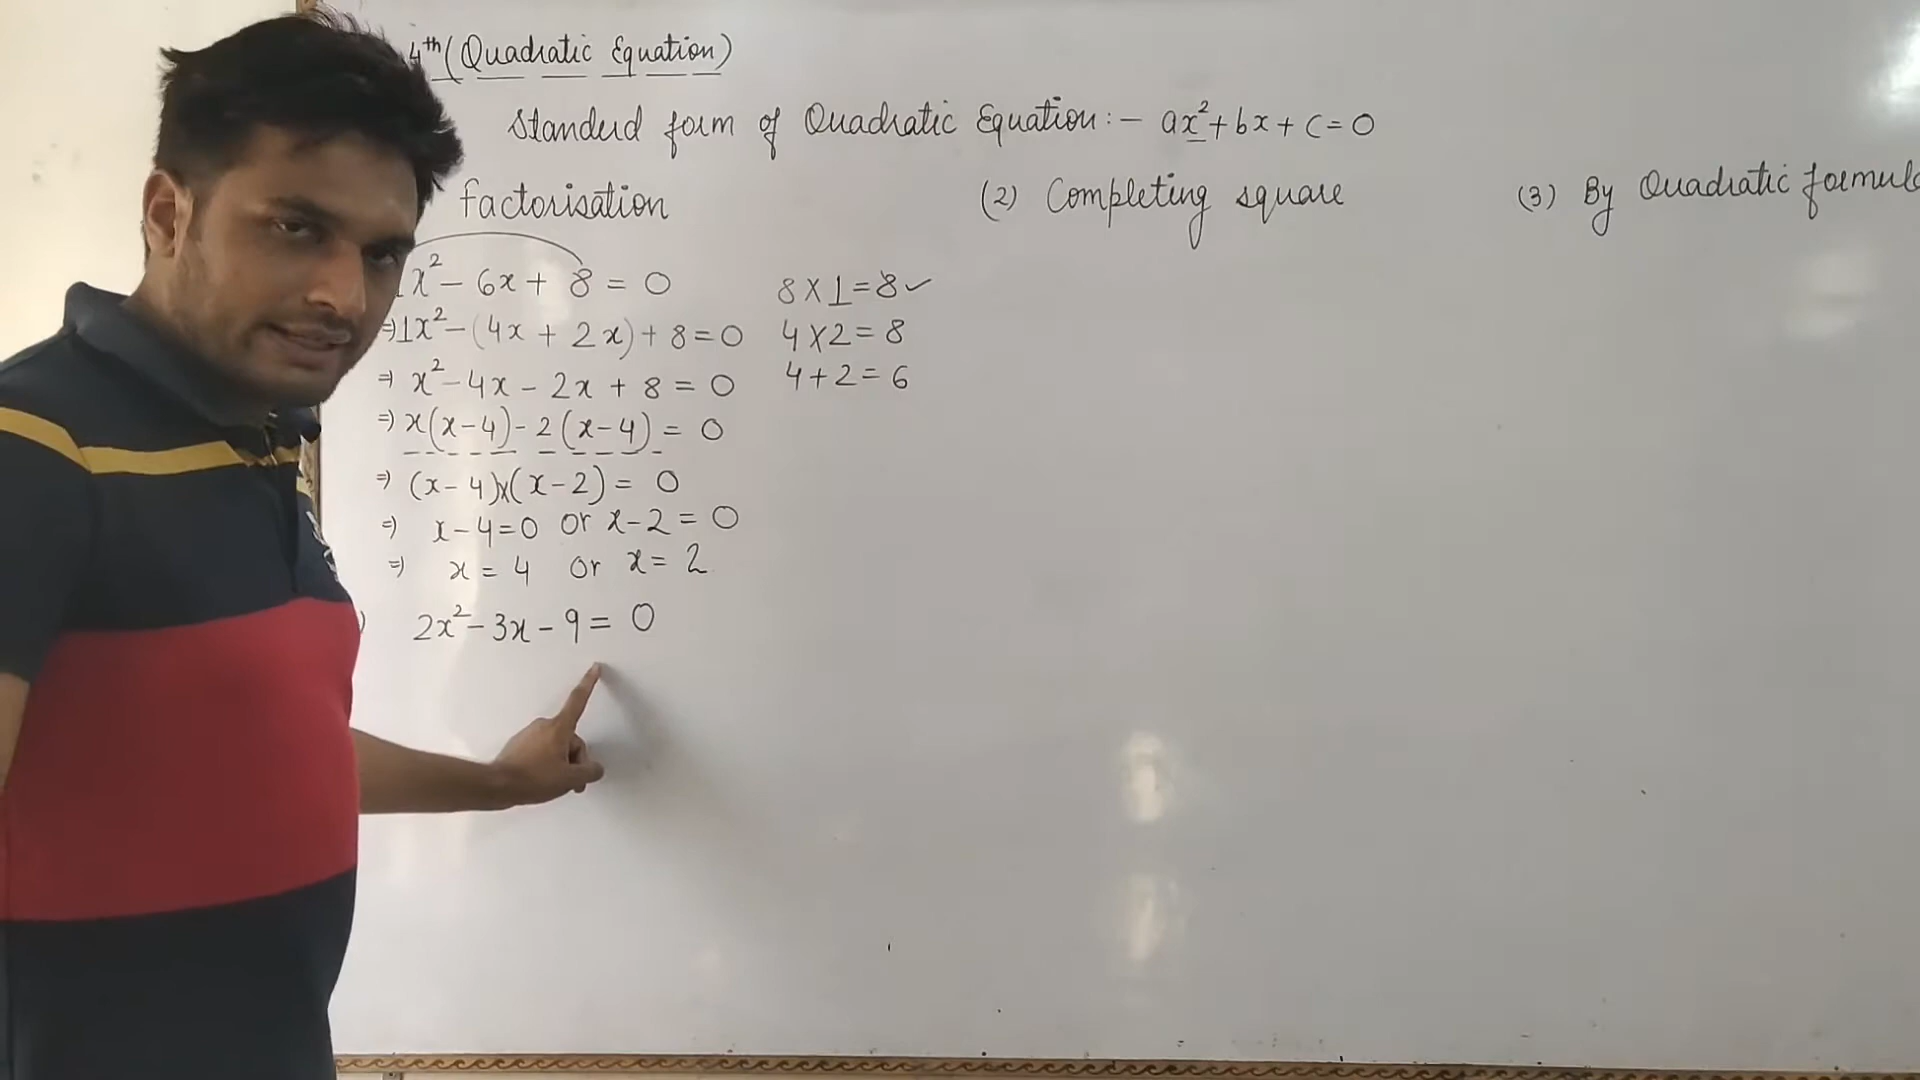 4th (Quadratic Equation)
Standerd form of Quadratic Equation:- ax²+bx+c=0
factorisation
(2) Completing square
(3) By Quadratic formula
1x² - 6x + 8 = 0
8 X 1 = 8 ✓
⇒ 1x² - (4x + 2x) + 8 = 0
4 X 2 = 8
⇒ x² - 4x - 2x + 8 = 0
4 + 2 = 6
⇒ x(x-4) - 2(x-4) = 0
⇒ (x-4)x(x-2) = 0
⇒ x-4=0 or x-2=0
⇒ x = 4 or x = 2
) 2x² - 3x - 9 = 0